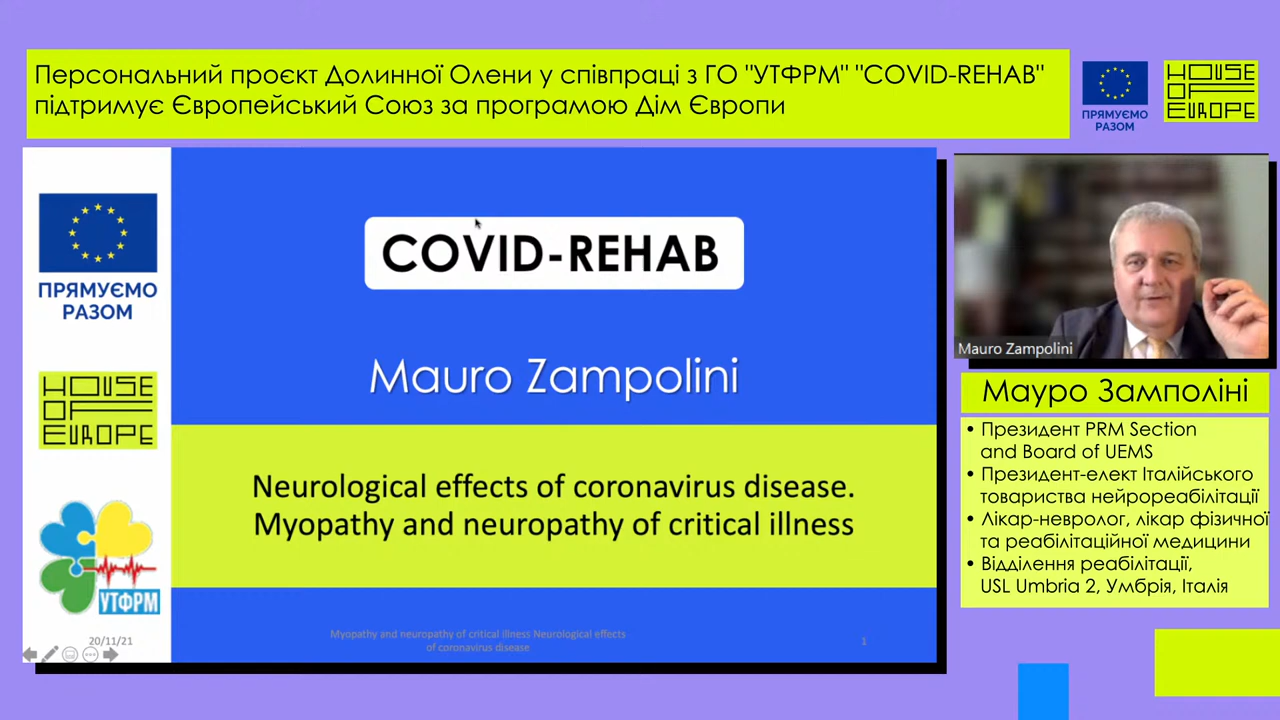 Персональний проєкт Долинної Олени у співпраці з ГО "УТФРМ" "COVID-REHAB"
підтримує Європейський Союз за програмою Дім Європи
ПРЯМУЄМО
РАЗОМ
HOUSE
OF
EUROPE
ПРЯМУЄМО
РАЗОМ
HOUSE
OF
EUROPE
УТФРМ
COVID-REHAB
Mauro Zampolini
Neurological effects of coronavirus disease.
Myopathy and neuropathy of critical illness
20/11/21
Myopathy and neuropathy of critical illness Neurological effects
of coronavirus disease
1
Mauro Zampolini
Мауро Замполіні
• Президент PRM Section
and Board of UEMS
• Президент-елект Італійського
товариства нейрореабілітації
• Лікар-невролог, лікар фізичної
та реабілітаційної медицини
• Відділення реабілітації,
USL Umbria 2, Умбрія, Італія